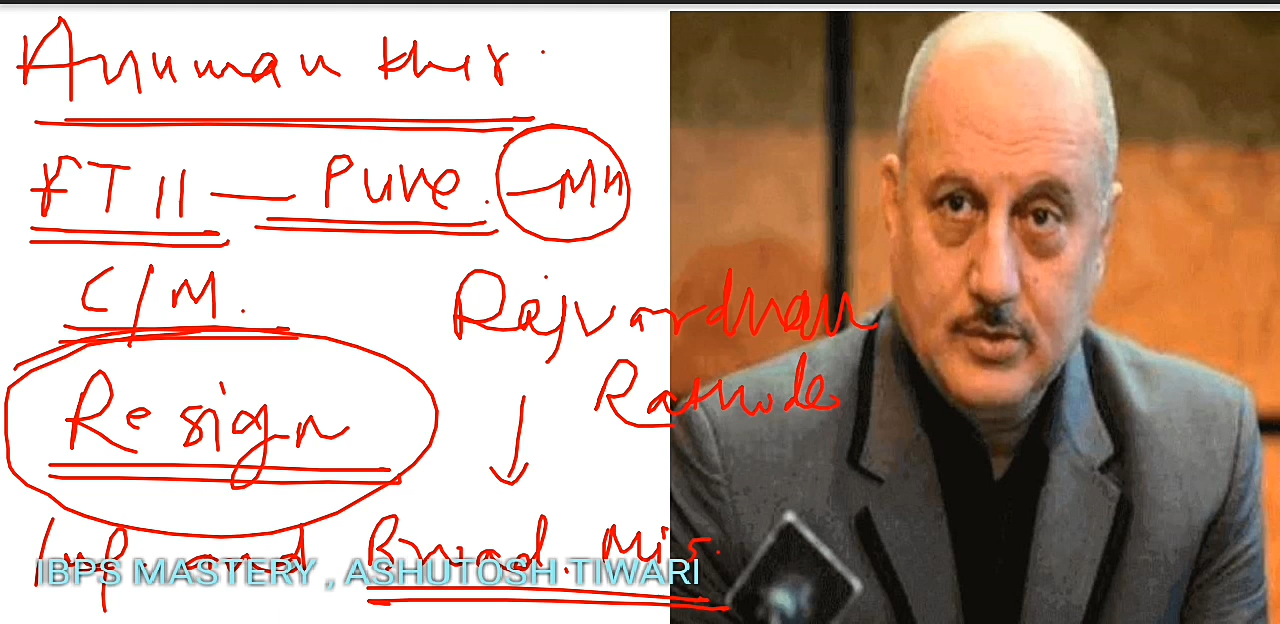 Anuman kher.
FTII — Pune. — MH
C/M.
Rajvardhan
Rathode
Resign
Inf. and Broad. Mis.
IBPS MASTERY , ASHUTOSH TIWARI